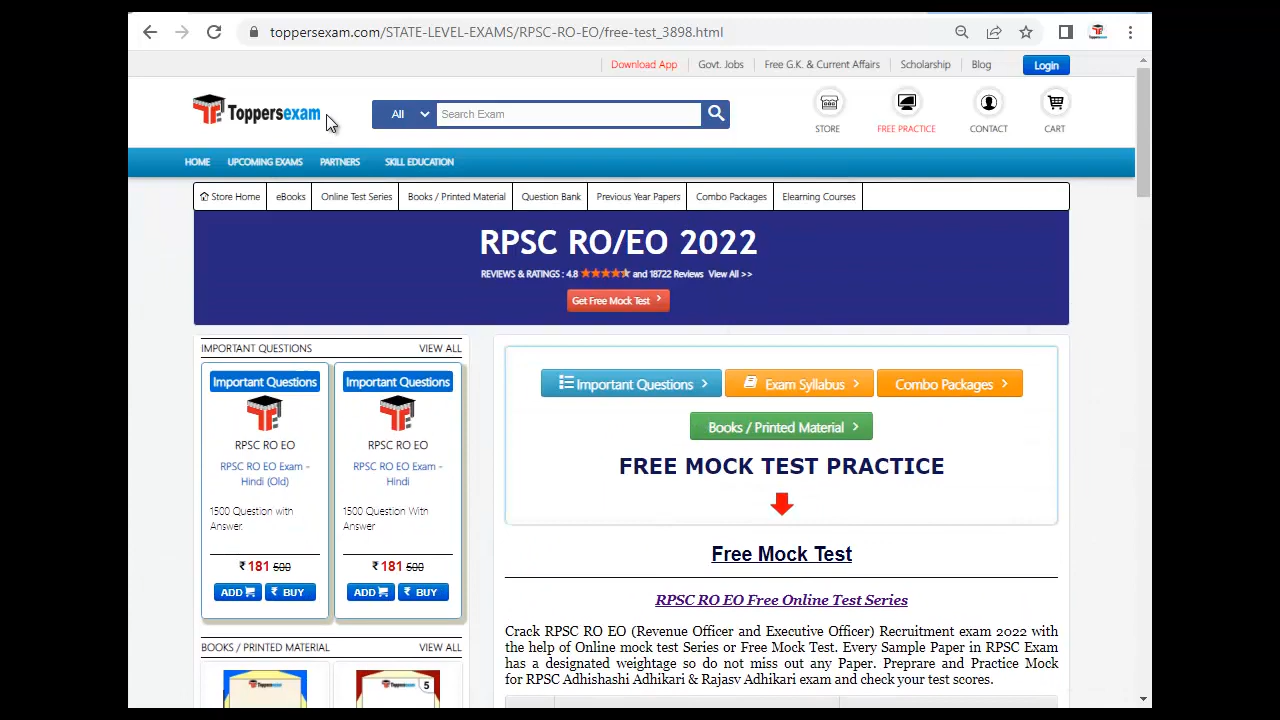 toppersexam.com/STATE-LEVEL-EXAMS/RPSC-RO-EO/free-test_3898.html
Download App Govt. Jobs Free G.K. & Current Affairs Scholarship Blog Login
Toppersexam All Search Exam
STORE FREE PRACTICE CONTACT CART
HOME UPCOMING EXAMS PARTNERS SKILL EDUCATION
Store Home eBooks Online Test Series Books / Printed Material Question Bank Previous Year Papers Combo Packages Elearning Courses
RPSC RO/EO 2022
REVIEWS & RATINGS : 4.8 and 18722 Reviews View All >>
Get Free Mock Test
IMPORTANT QUESTIONS VIEW ALL
Important Questions
RPSC RO EO
RPSC RO EO Exam -
Hindi (Old)
1500 Question with
Answer.
₹ 181 500
ADD ₹ BUY
Important Questions
RPSC RO EO
RPSC RO EO Exam -
Hindi
1500 Question With
Answer
₹ 181 500
ADD ₹ BUY
BOOKS / PRINTED MATERIAL VIEW ALL
Toppersexam
Toppersexam 5
Important Questions Exam Syllabus Combo Packages
Books / Printed Material
FREE MOCK TEST PRACTICE
Free Mock Test
RPSC RO EO Free Online Test Series
Crack RPSC RO EO (Revenue Officer and Executive Officer) Recruitment exam 2022 with
the help of Online mock test Series or Free Mock Test. Every Sample Paper in RPSC Exam
has a designated weightage so do not miss out any Paper. Preprare and Practice Mock
for RPSC Adhishashi Adhikari & Rajasv Adhikari exam and check your test scores.